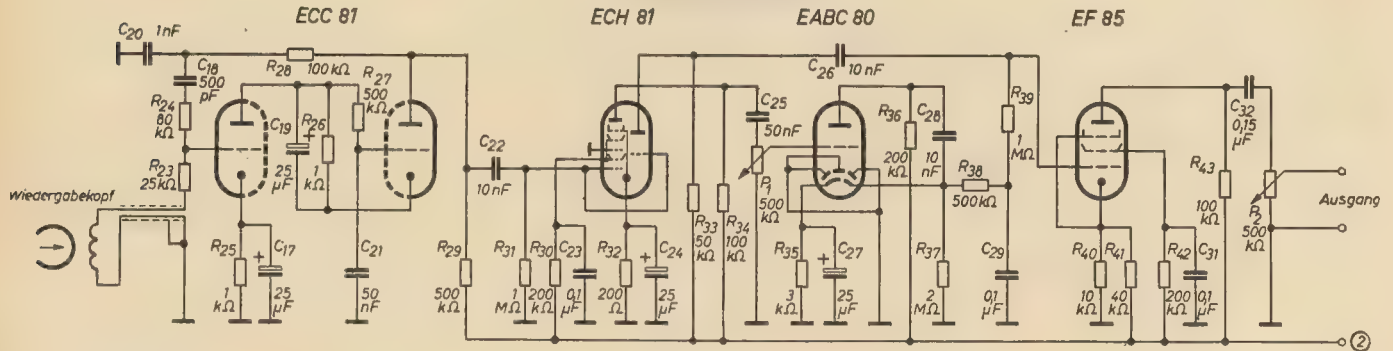 ECC 81
ECH 81
EABC 80
EF 85
C20
1nF
C18
500
pF
R28
100kΩ
R27
500
kΩ
R24
80
kΩ
C19
25
μF
R26
1
kΩ
R23
25kΩ
Wiedergabekopf
R25
1
kΩ
C17
25
μF
C21
50
nF
C22
10nF
R29
500
kΩ
R31
1
MΩ
R30
200
kΩ
C23
0,1
μF
R32
200
Ω
C24
25
μF
R33
50
kΩ
R34
100
kΩ
C25
50nF
P1
500
kΩ
C26
10 nF
R36
200
kΩ
C28
10
nF
R35
3
kΩ
C27
25
μF
R38
500kΩ
R37
2
MΩ
R39
1
MΩ
C29
0,1
μF
R40
10
kΩ
R41
40
kΩ
R42
200
kΩ
C31
0,1
μF
R43
100
kΩ
C32
0,15
μF
P2
500
kΩ
Ausgang
2